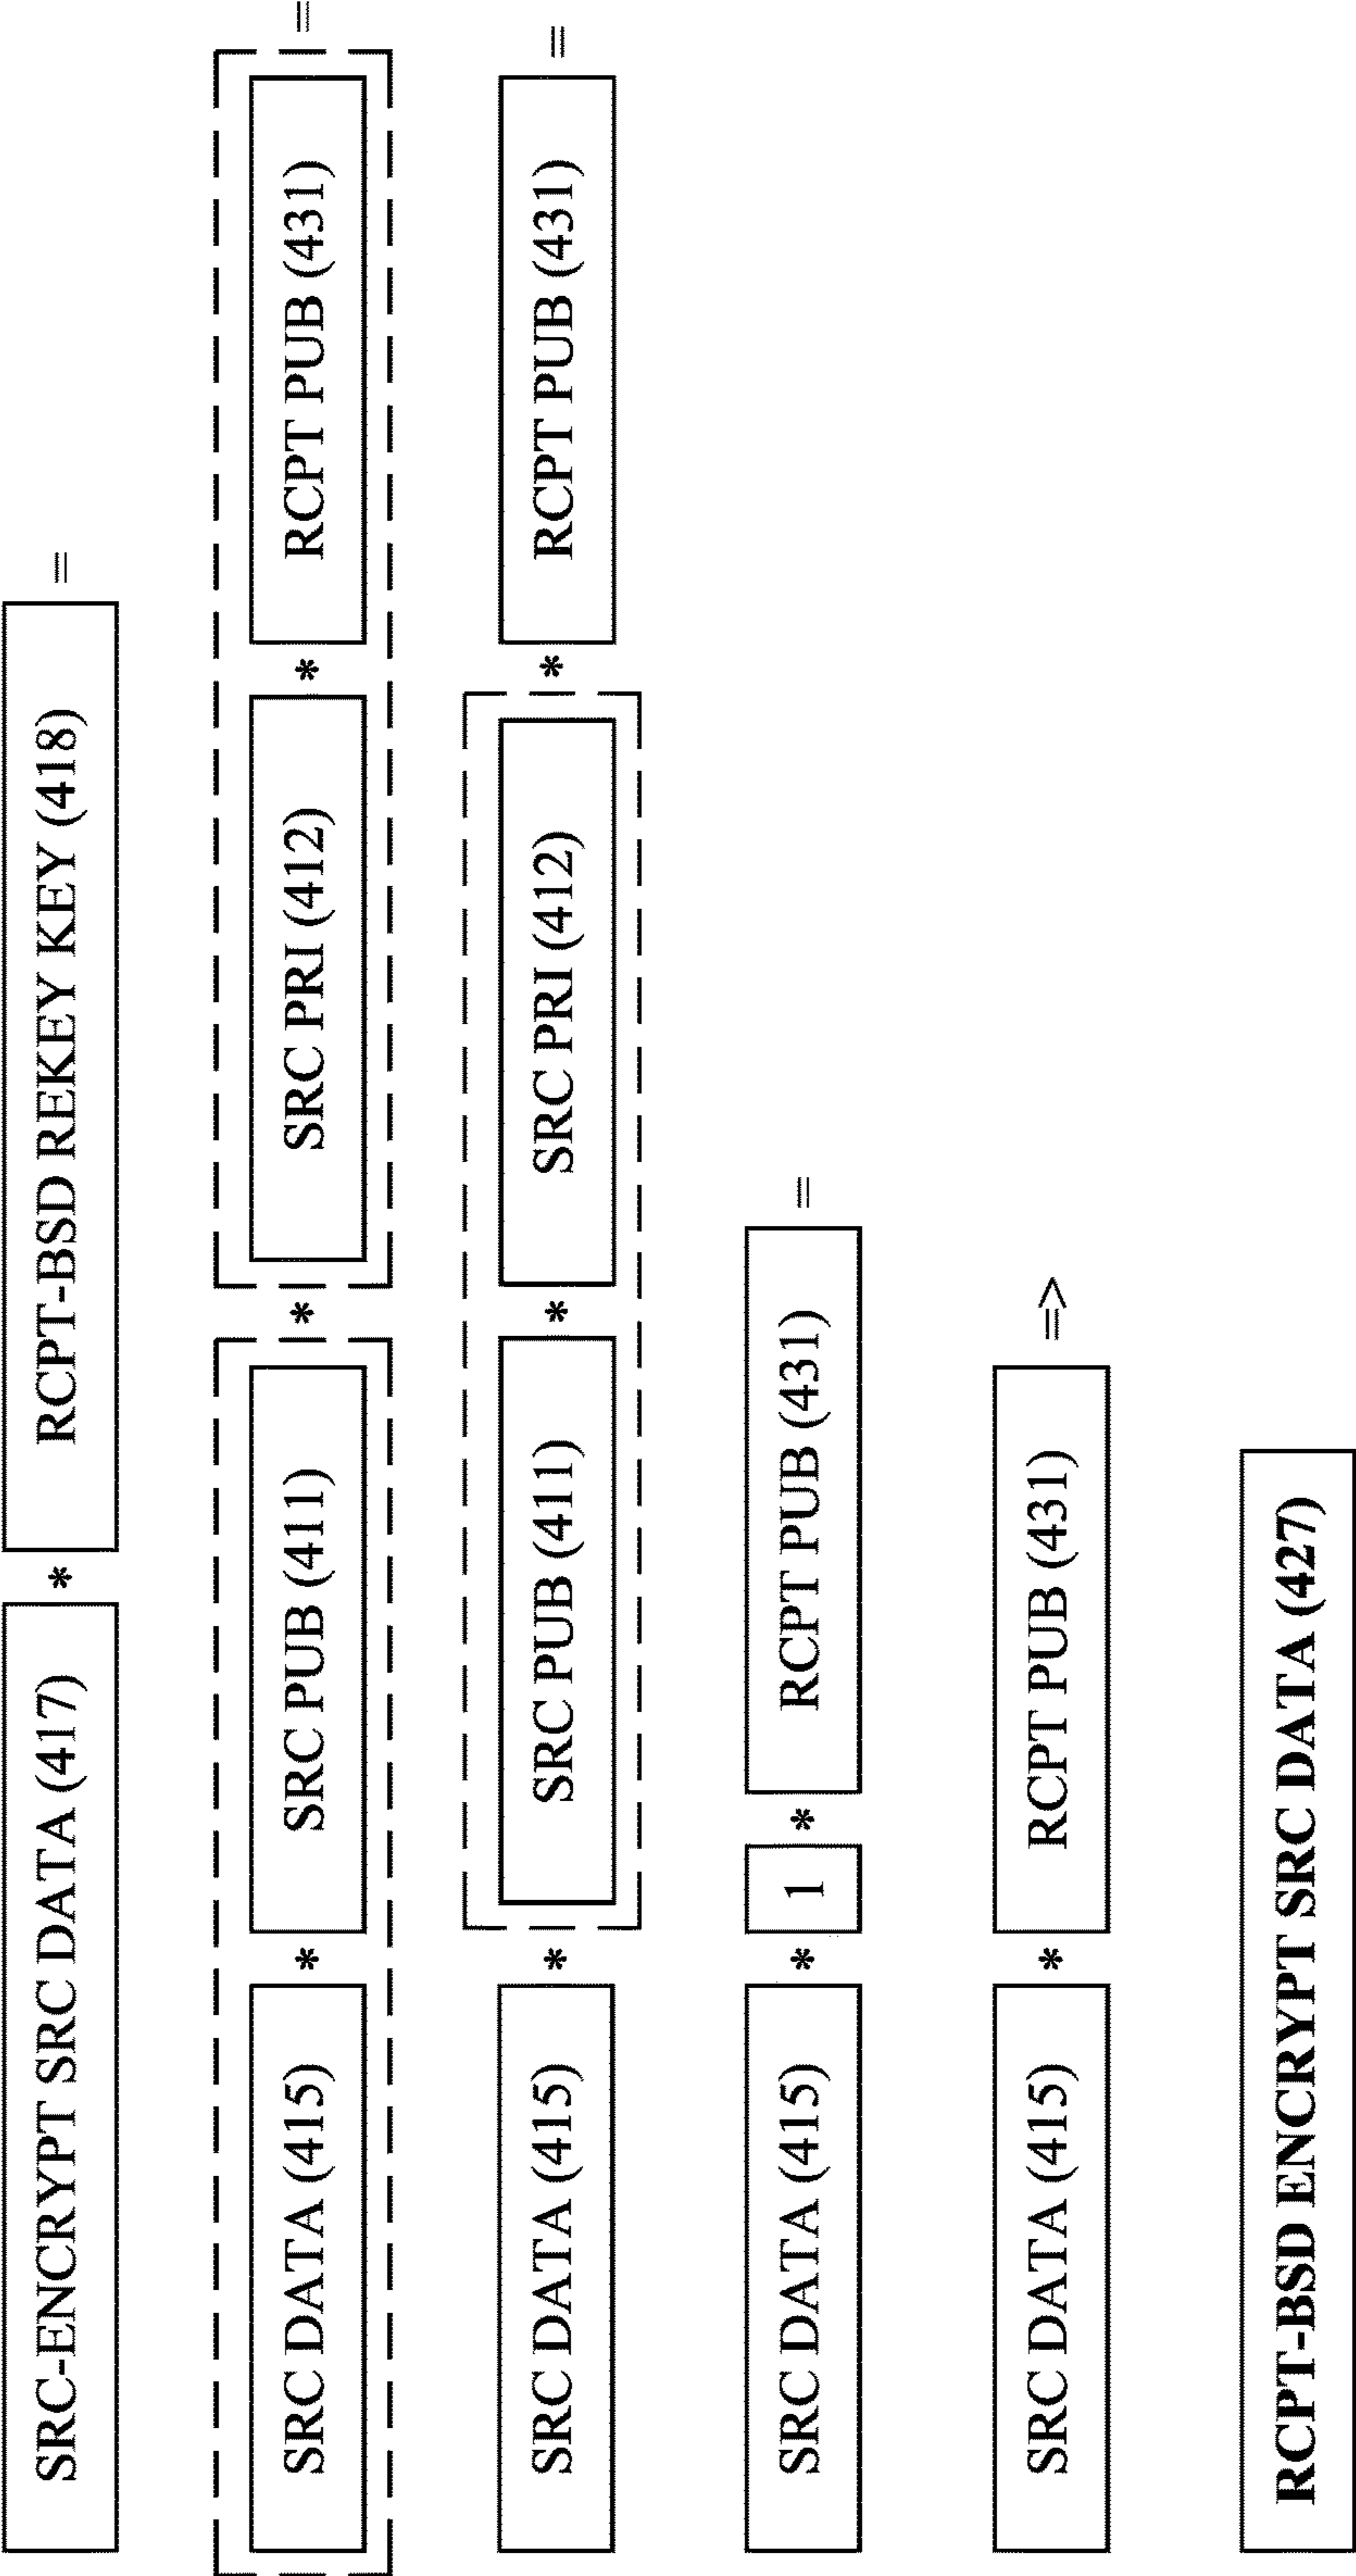 SRC-ENCRYPT SRC DATA (417) * RCPT-BSD REKEY KEY (418) =
SRC DATA (415) * SRC PUB (411) * SRC PRI (412) * RCPT PUB (431) =
SRC DATA (415) * SRC PUB (411) * SRC PRI (412) * RCPT PUB (431) =
SRC DATA (415) * 1 * RCPT PUB (431) =
SRC DATA (415) * RCPT PUB (431) =>
RCPT-BSD ENCRYPT SRC DATA (427)